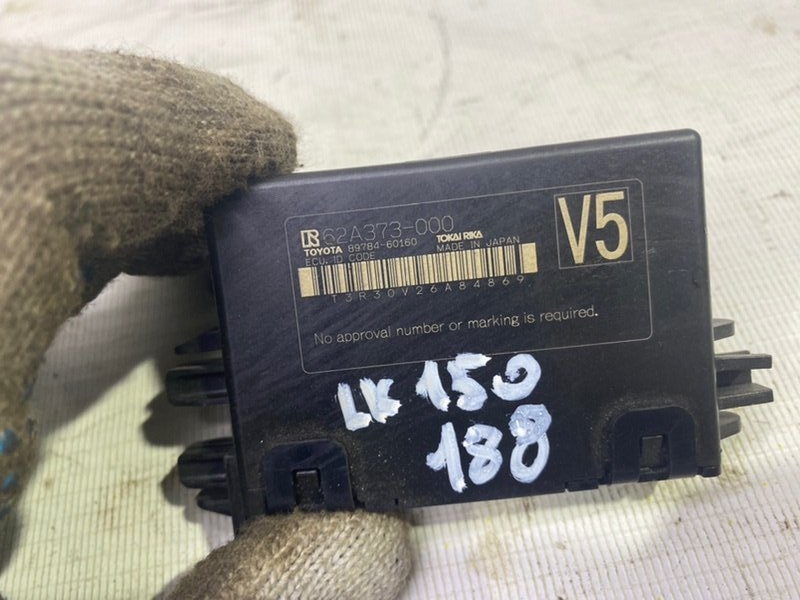 62A373-000
TOYOTA 89784-60160 TOKAI RIKA
ECU. ID CODE MADE IN JAPAN
T3R30V26A84869
V5
No approval number or marking is required.
LK 150
188